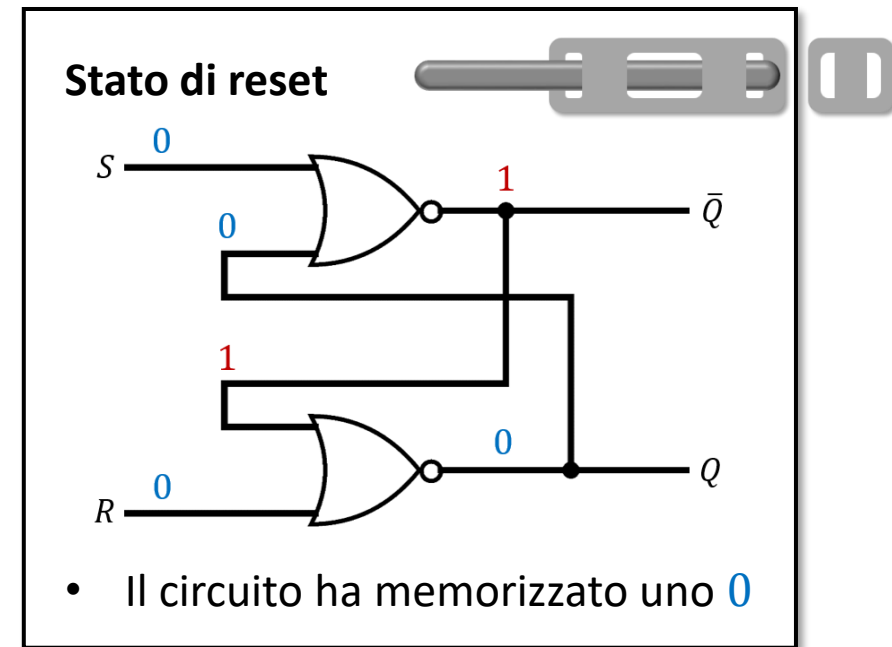 Stato di reset
0
S
1
Q̄
0
1
0
Q
0
R
• Il circuito ha memorizzato uno 0